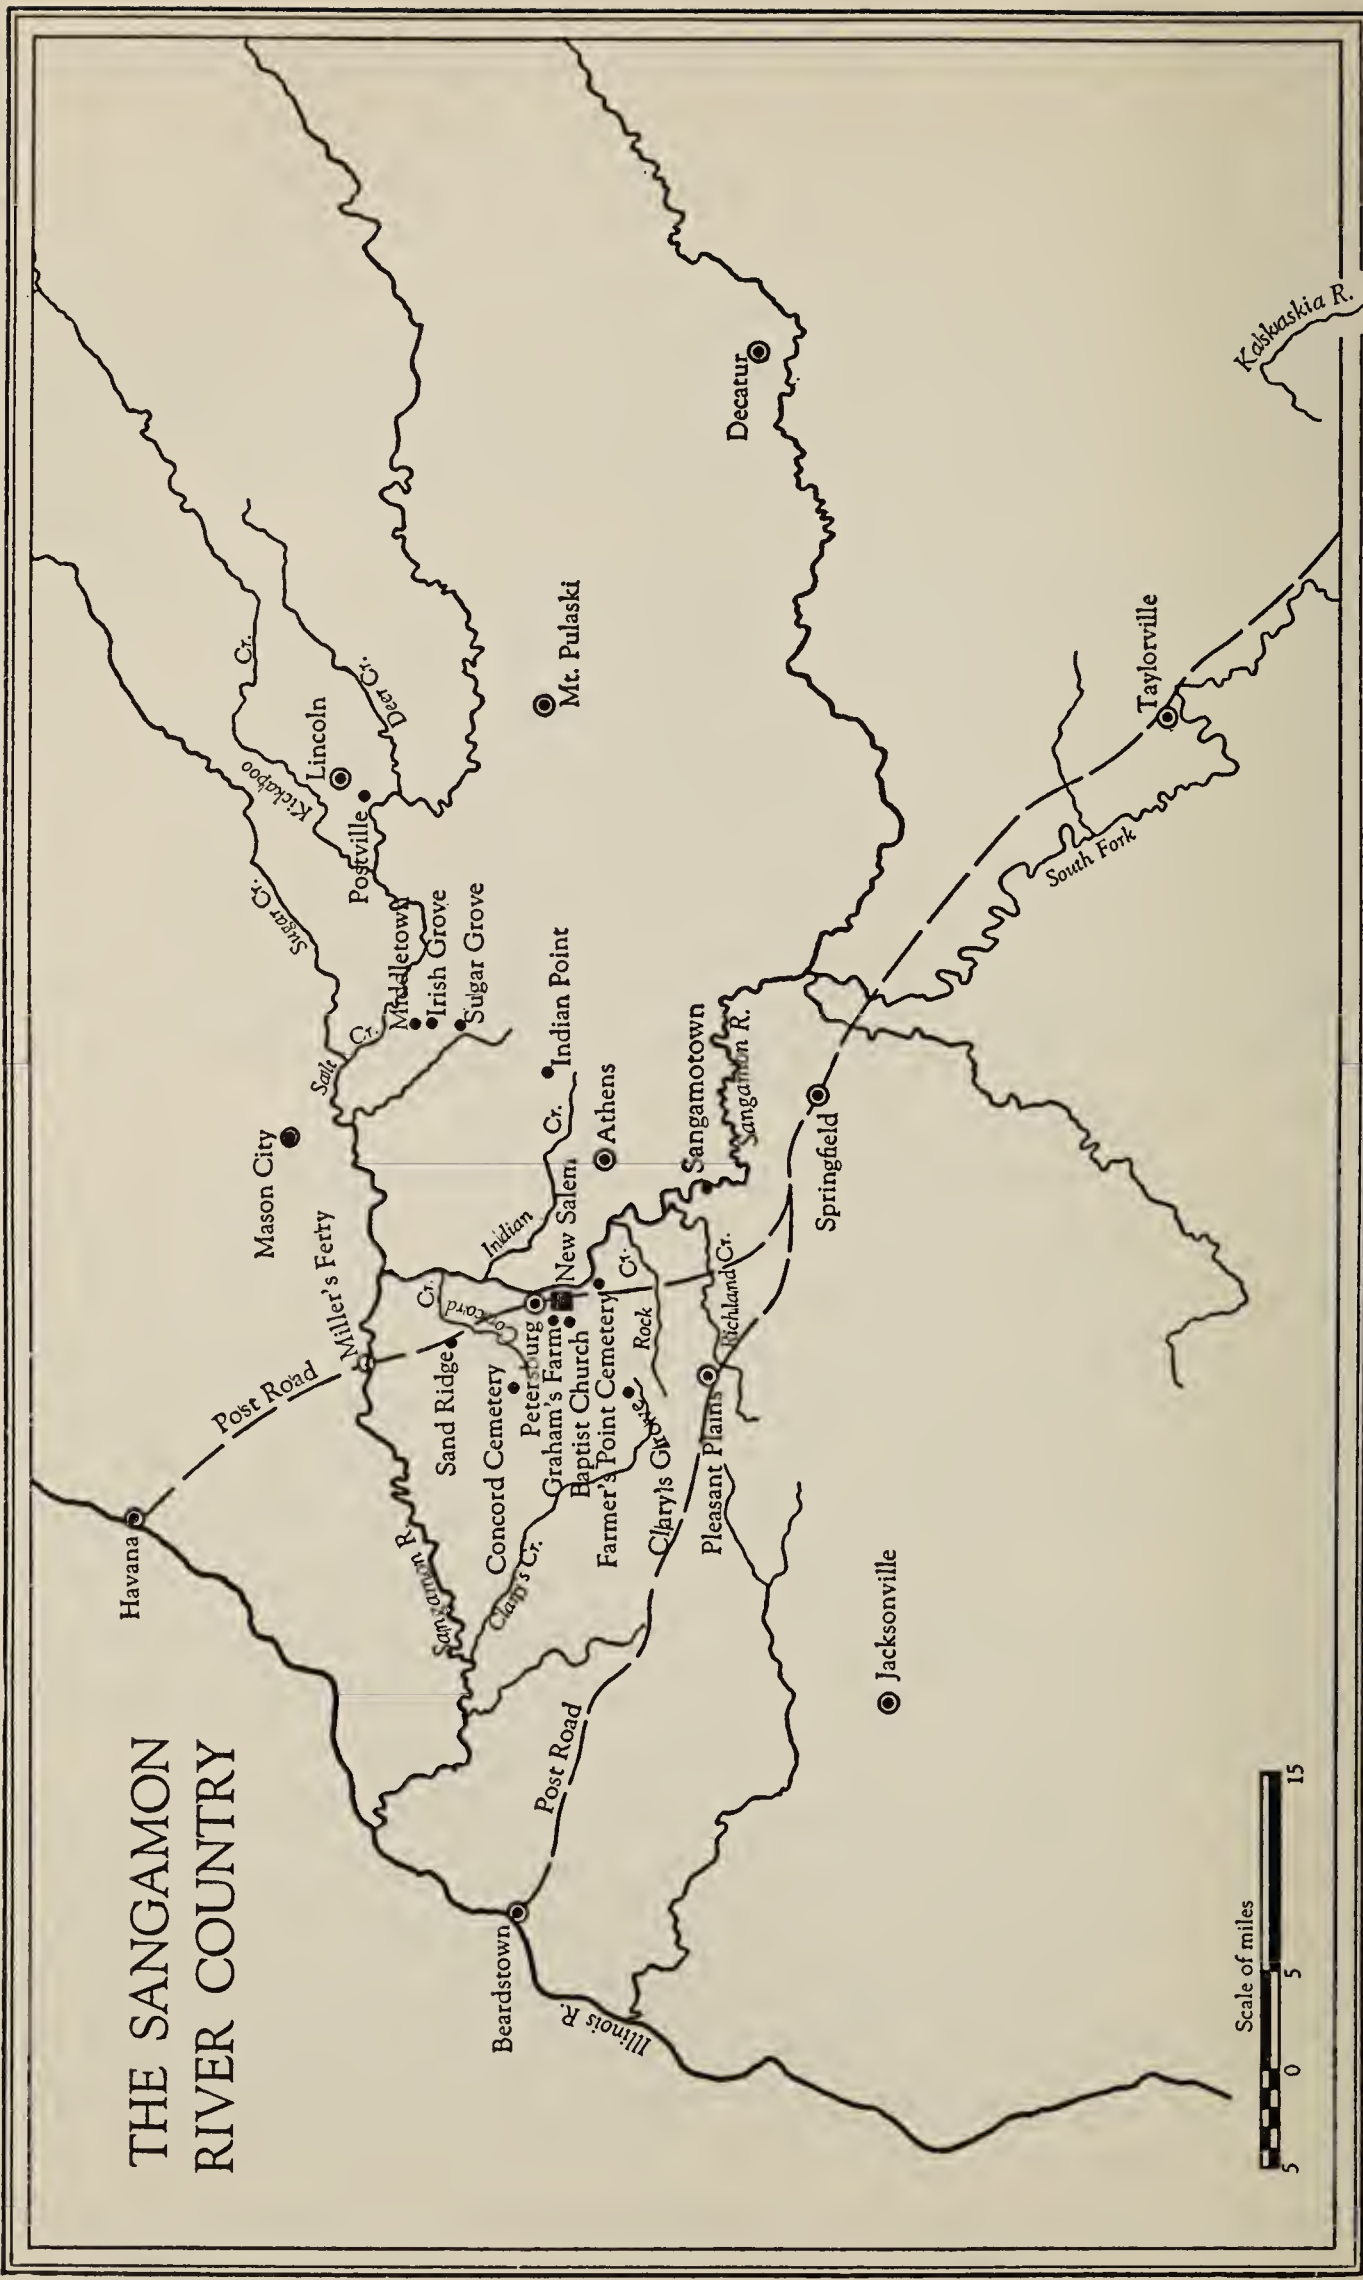 THE SANGAMON
RIVER COUNTRY
Havana
Post Road
Miller's Ferry
Mason City
Salt
Cr.
Sugar Cr.
Kickapoo
Cr.
Lincoln
Postville
Deer Cr.
Middletown
Irish Grove
Sugar Grove
Mt. Pulaski
Indian Point
Indian
Cr.
Athens
Sand Ridge
Concord
Cr.
Concord Cemetery
Petersburg
New Salem
Graham's Farm
Baptist Church
Farmer's Point Cemetery
Rock
Cr.
Clary's Grove
Clary's Cr.
Sangamon R.
Sangamotown
Sangamon R.
Richland Cr.
Pleasant Plains
Springfield
Decatur
Beardstown
Post Road
Illinois R.
Jacksonville
South Fork
Taylorville
Kaskaskia R.
Scale of miles
5
0
5
15